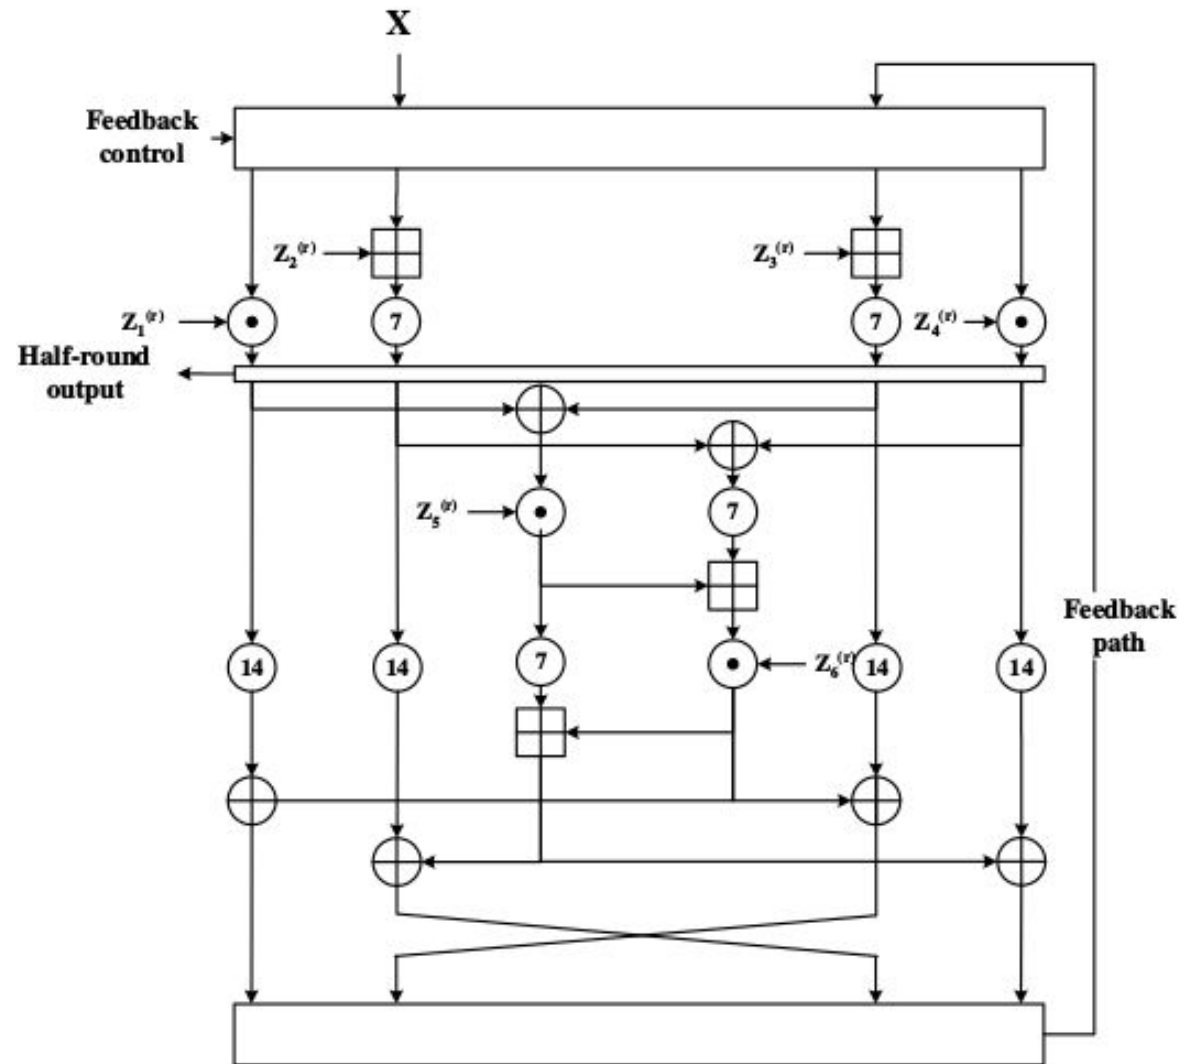 X
Feedback
control
Z₂⁽ʳ⁾
Z₃⁽ʳ⁾
Z₁⁽ʳ⁾
7
7
Z₄⁽ʳ⁾
Half-round
output
Z₅⁽ʳ⁾
7
Feedback
path
14
14
7
Z₆⁽ʳ⁾
14
14